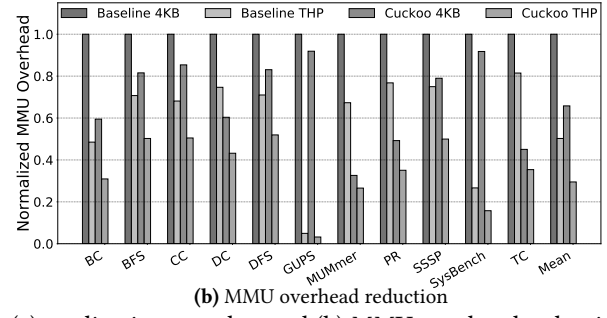 Baseline 4KB Baseline THP Cuckoo 4KB Cuckoo THP
Normalized MMU Overhead
1.0
0.8
0.6
0.4
0.2
0.0
BC BFS CC DC DFS GUPS MUMmer PR SSSP SysBench TC Mean
(b) MMU overhead reduction